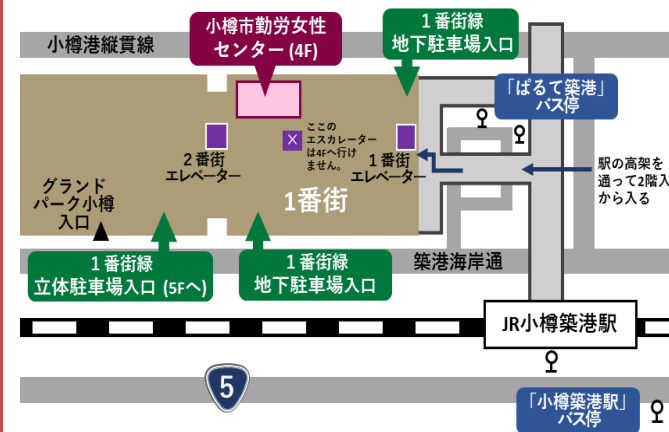 小樽港縦貫線
小樽市勤労女性
センター (4F)
1番街緑
地下駐車場入口
「ぱるて築港」
バス停
ここの
エスカレーター
は4Fへ行け
ません。
2番街
エレベーター
1番街
エレベーター
1番街
駅の高架を
通って2階入
から入る
グランド
パーク小樽
入口
1番街緑
立体駐車場入口 (5Fへ)
1番街緑
地下駐車場入口
築港海岸通
JR小樽築港駅
5
「小樽築港駅」
バス停